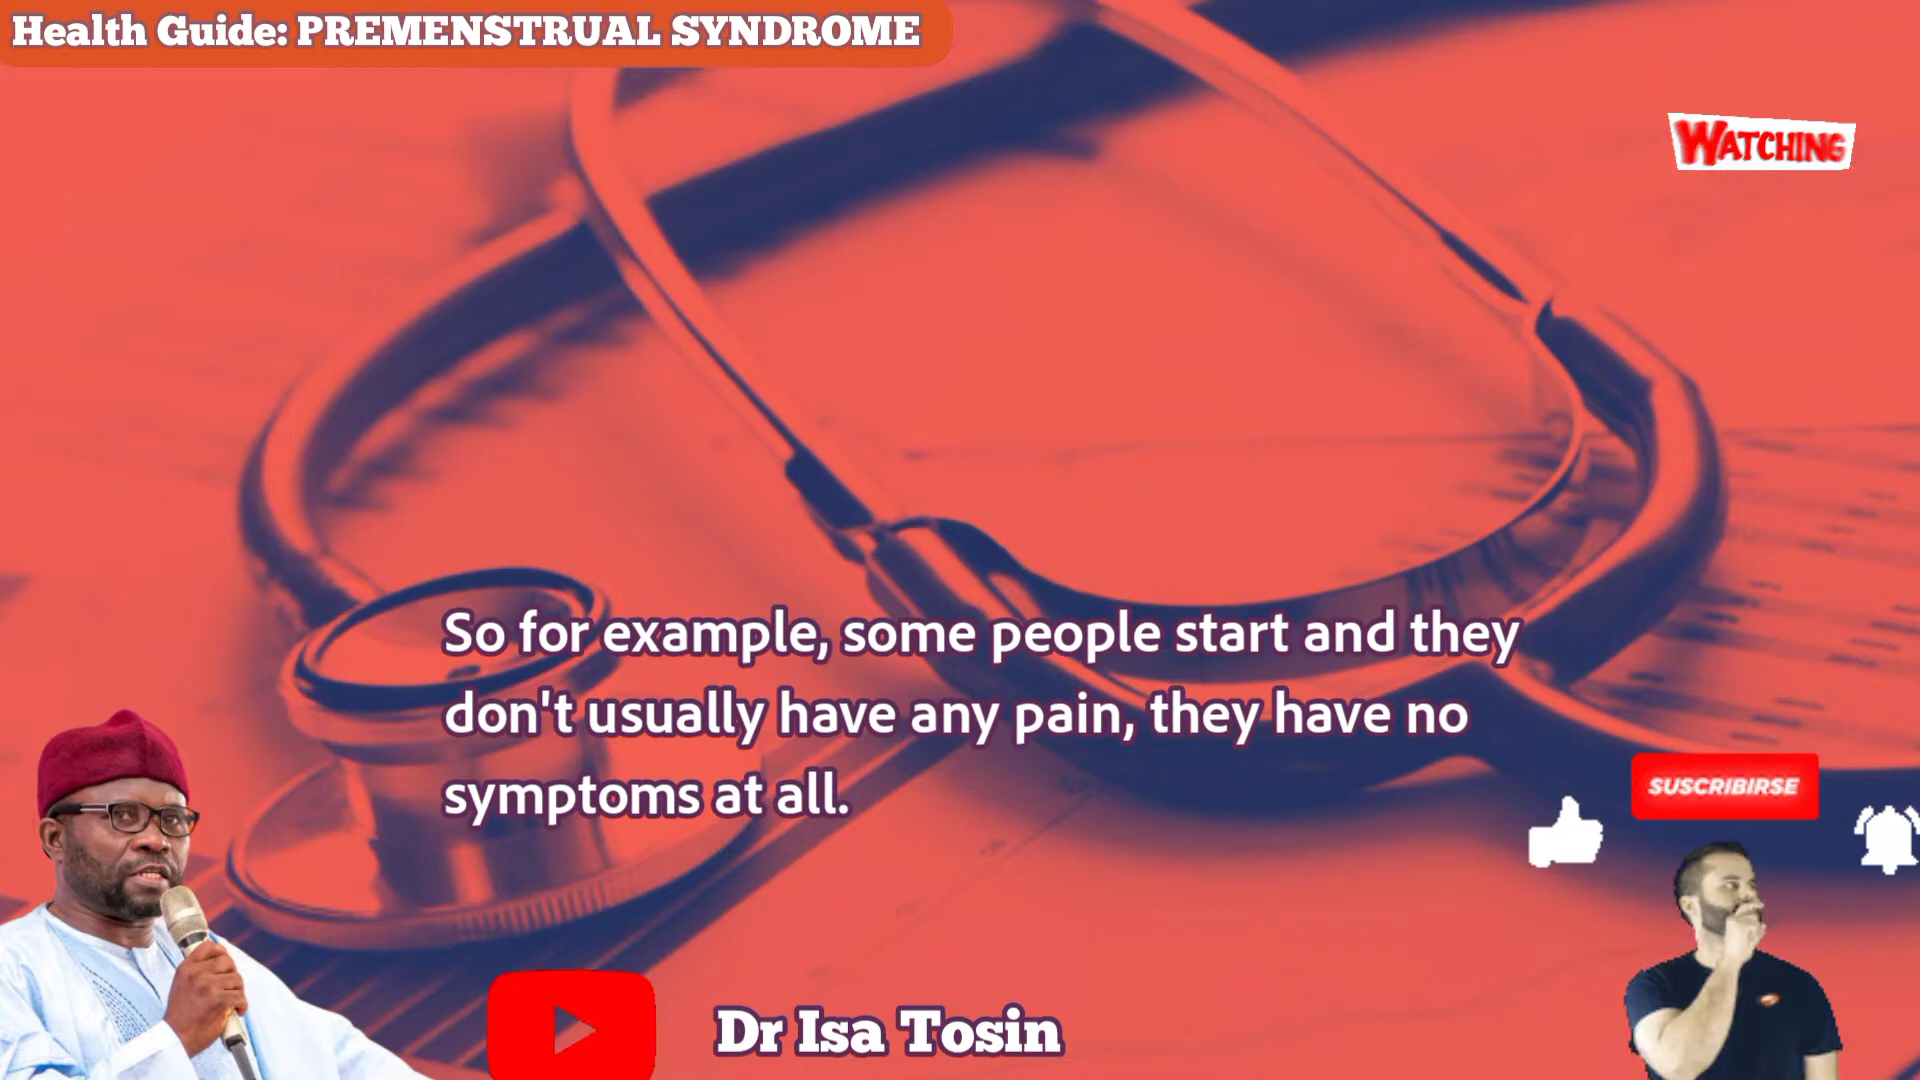 Health Guide: PREMENSTRUAL SYNDROME
WATCHING
So for example, some people start and they
don't usually have any pain, they have no
symptoms at all.
SUSCRIBIRSE
Dr Isa Tosin